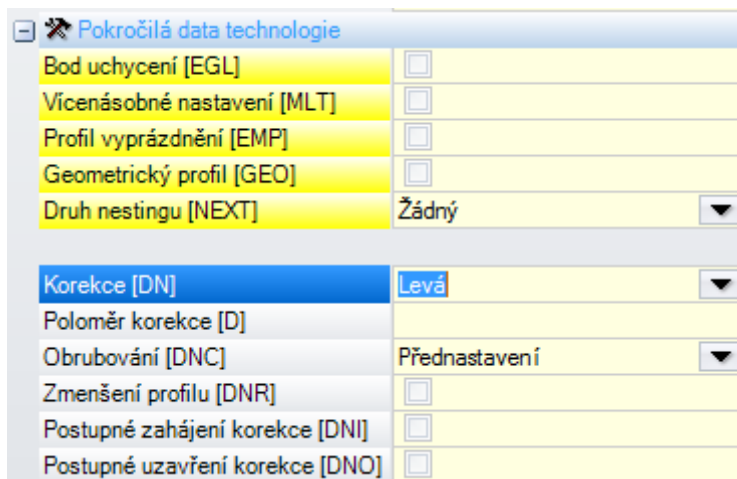 Pokročilá data technologie
Bod uchycení [EGL]
Vícenásobné nastavení [MLT]
Profil vyprázdnění [EMP]
Geometrický profil [GEO]
Druh nestingu [NEXT] Žádný
Korekce [DN] Levá
Poloměr korekce [D]
Obrubování [DNC] Přednastavení
Zmenšení profilu [DNR]
Postupné zahájení korekce [DNI]
Postupné uzavření korekce [DNO]